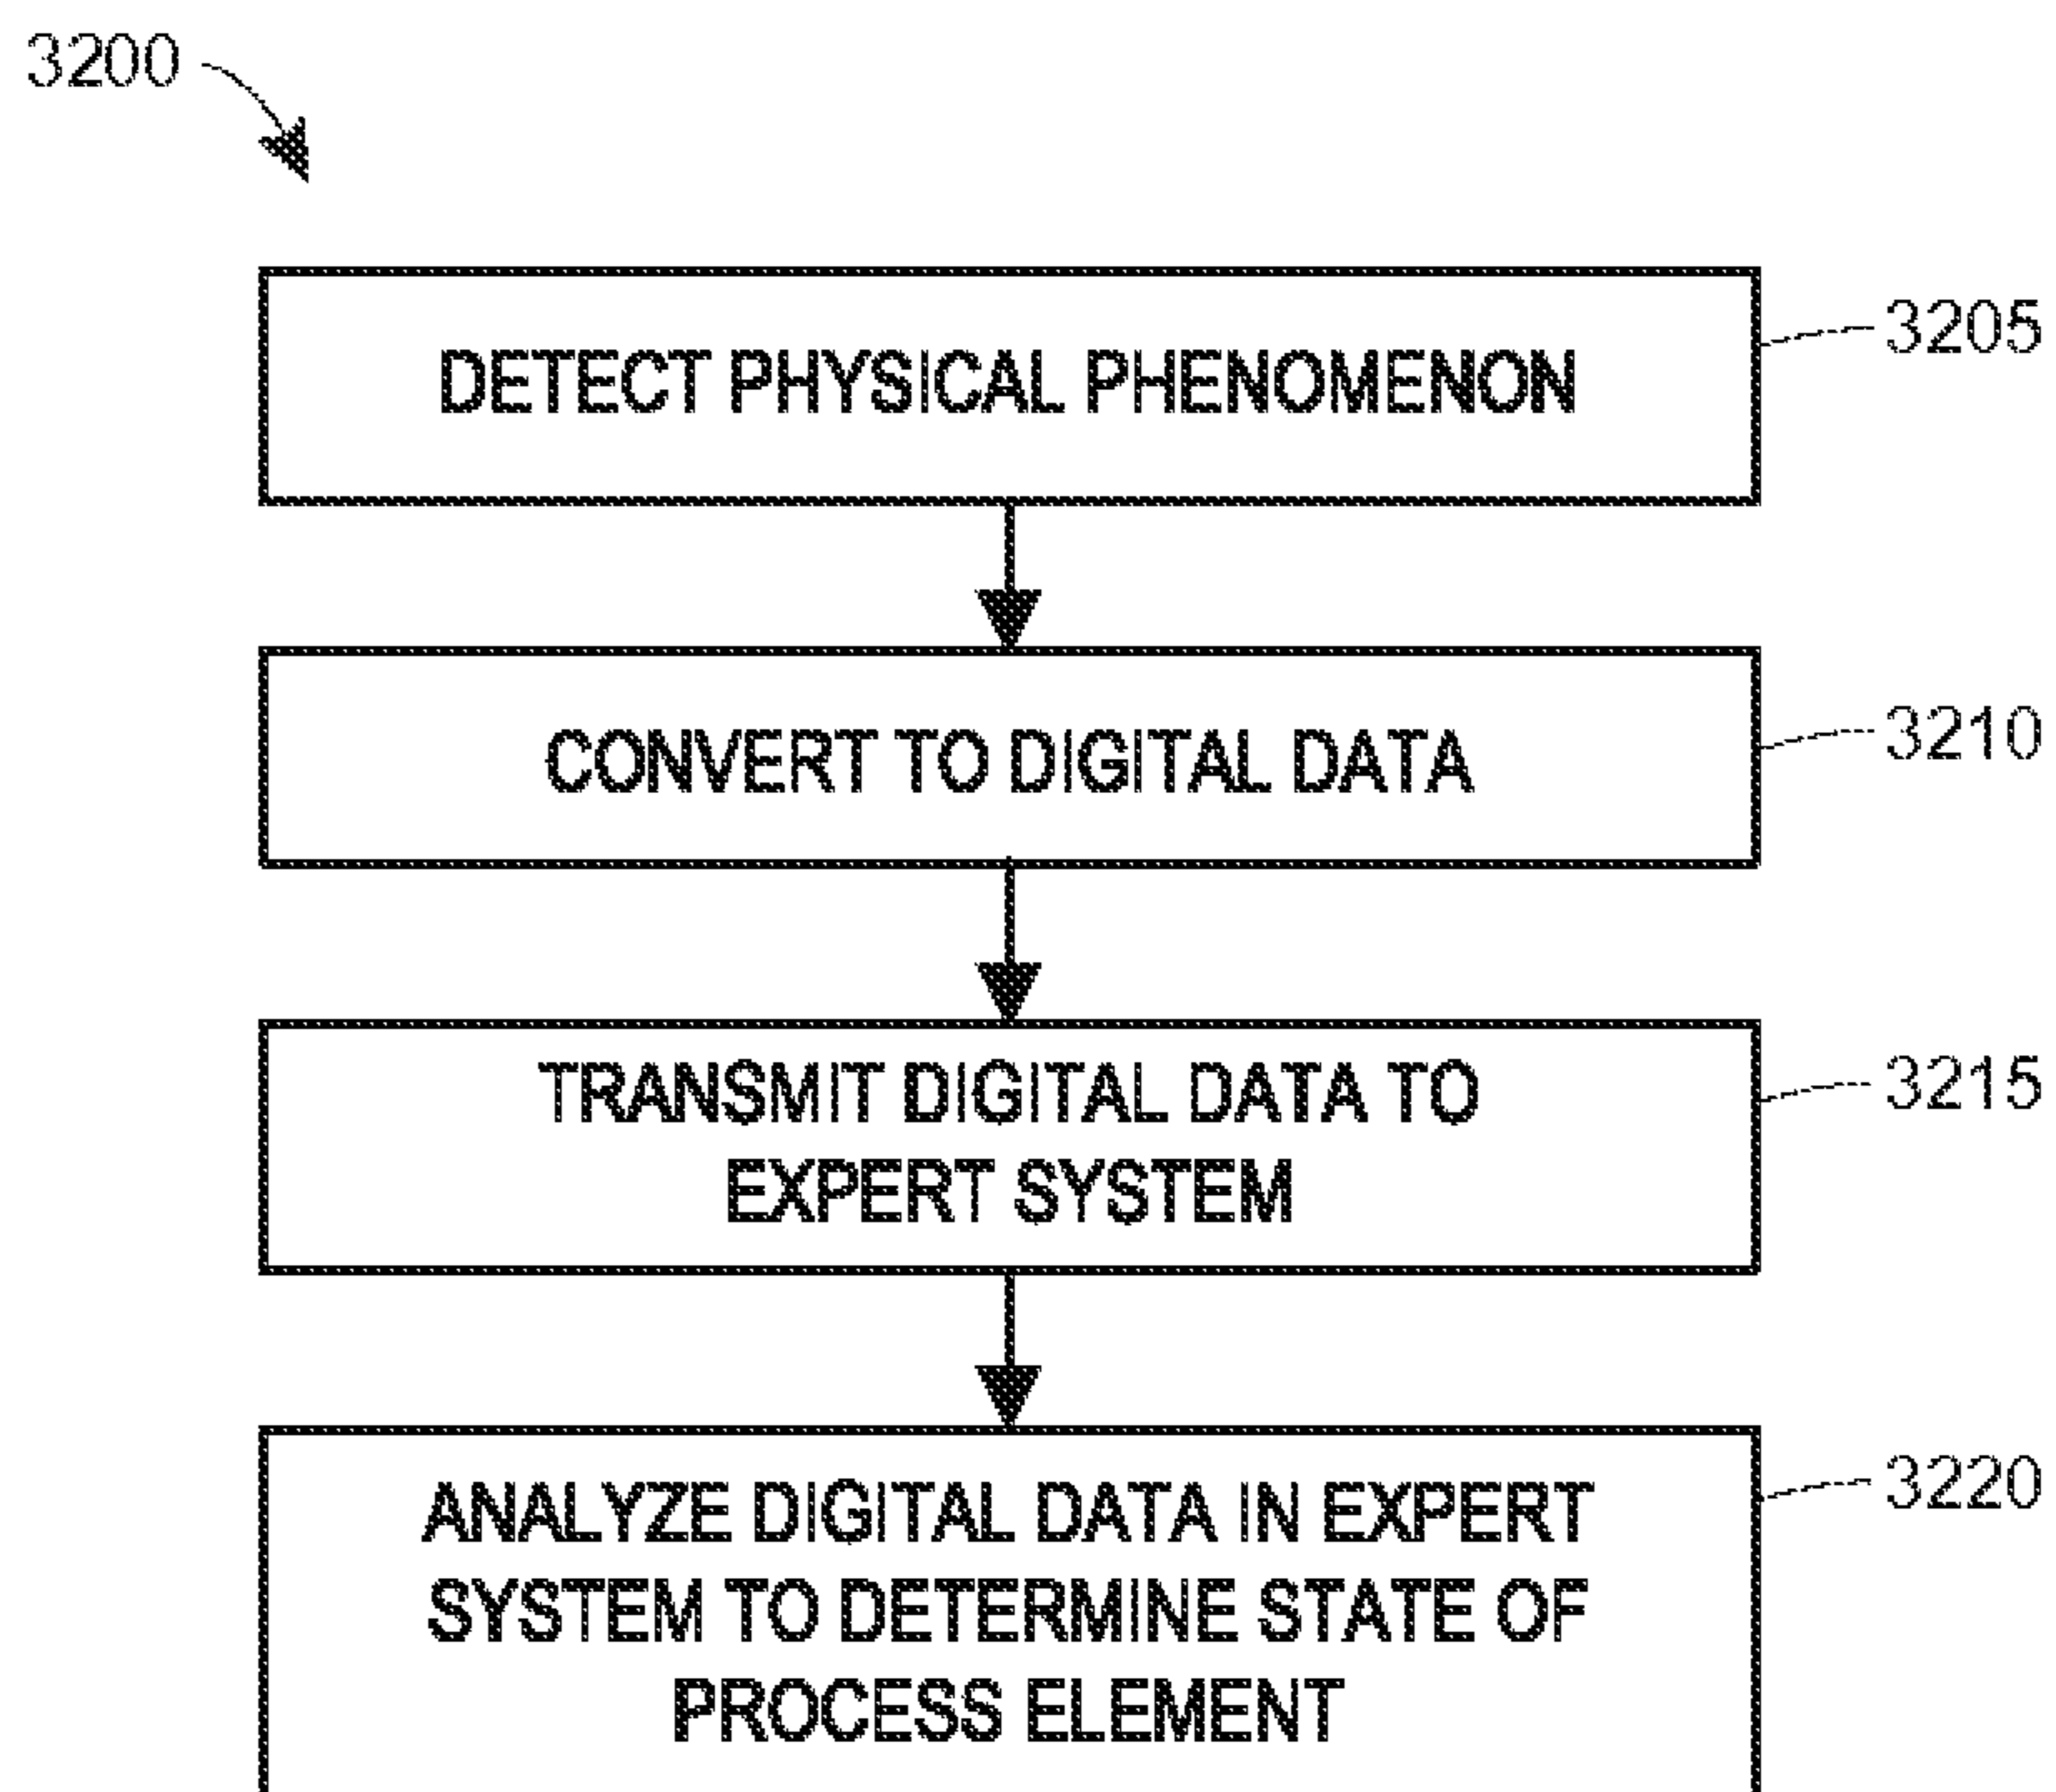 3200
DETECT PHYSICAL PHENOMENON
3205
CONVERT TO DIGITAL DATA
3210
TRANSMIT DIGITAL DATA TO
EXPERT SYSTEM
3215
ANALYZE DIGITAL DATA IN EXPERT
SYSTEM TO DETERMINE STATE OF
PROCESS ELEMENT
3220